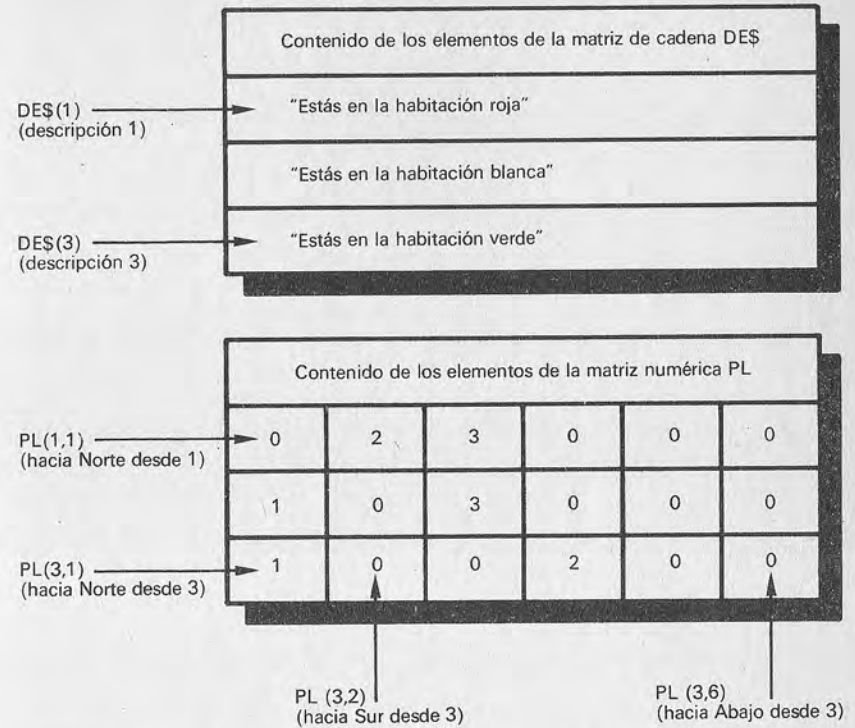 Contenido de los elementos de la matriz de cadena DE$
DE$(1)
(descripción 1)
"Estás en la habitación roja"
"Estás en la habitación blanca"
DE$(3)
(descripción 3)
"Estás en la habitación verde"
Contenido de los elementos de la matriz numérica PL
PL(1,1)
(hacia Norte desde 1)
0 2 3 0 0 0
1 0 3 0 0 0
PL(3,1)
(hacia Norte desde 3)
1 0 0 2 0 0
PL (3,2)
(hacia Sur desde 3)
PL (3,6)
(hacia Abajo desde 3)